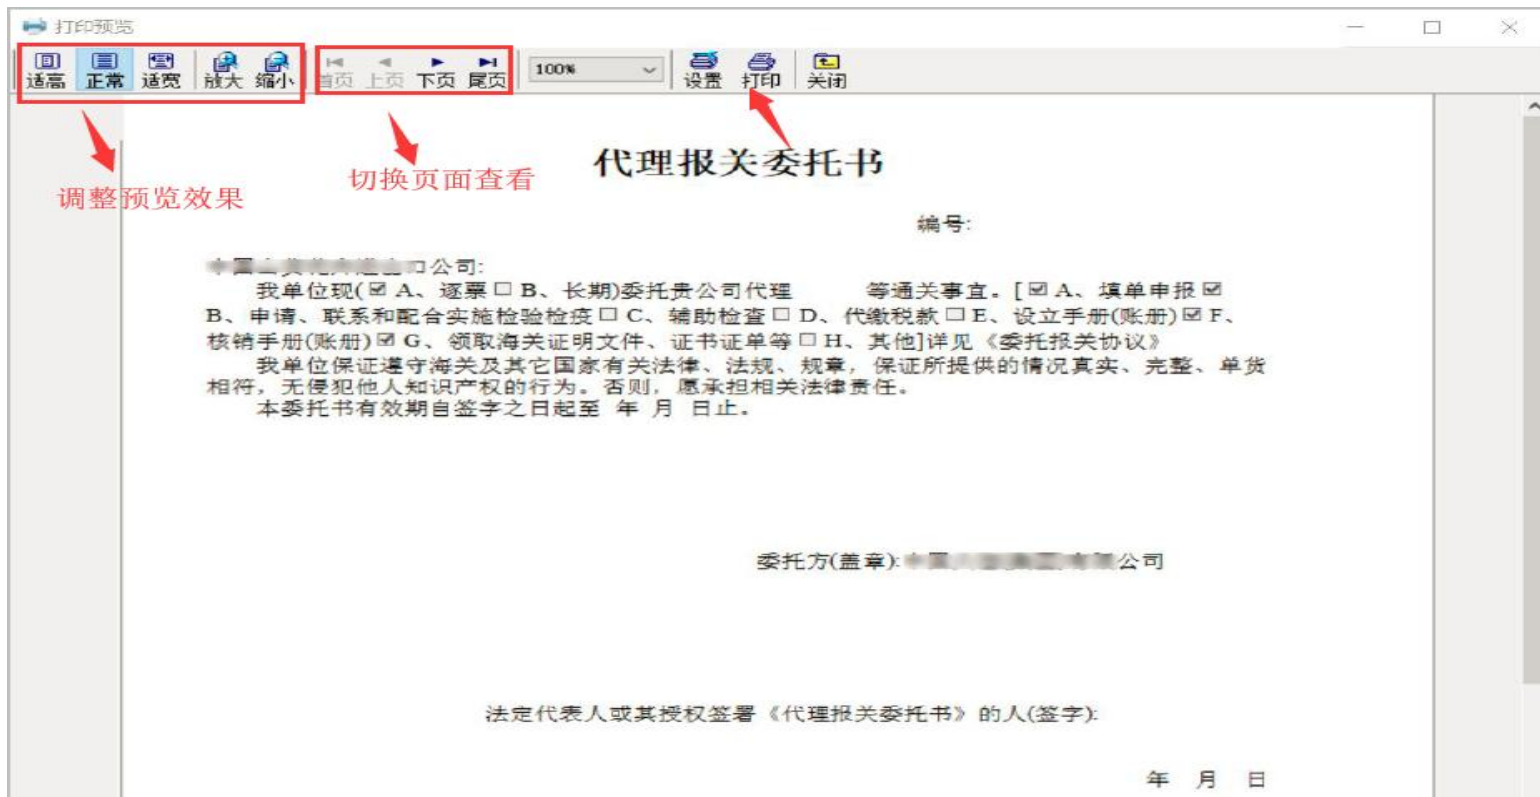 打印预览
适高 正常 适宽 放大 缩小 首页 上页 下页 尾页 100% 设置 打印 关闭
调整预览效果
切换页面查看
代理报关委托书
编号:
公司:
我单位现(☑ A、逐票☐ B、长期)委托贵公司代理 等通关事宜。[☑ A、填单申报☑
B、申请、联系和配合实施检验检疫☐ C、辅助检查☐ D、代缴税款☐ E、设立手册(账册)☑ F、
核销手册(账册)☑ G、领取海关证明文件、证书证单等☐ H、其他]详见《委托报关协议》
我单位保证遵守海关及其它国家有关法律、法规、规章，保证所提供的情况真实、完整、单货
相符，无侵犯他人知识产权的行为。否则，愿承担相关法律责任。
本委托书有效期自签字之日起至 年 月 日止。
委托方(盖章): 公司
法定代表人或其授权签署《代理报关委托书》的人(签字):
年 月 日